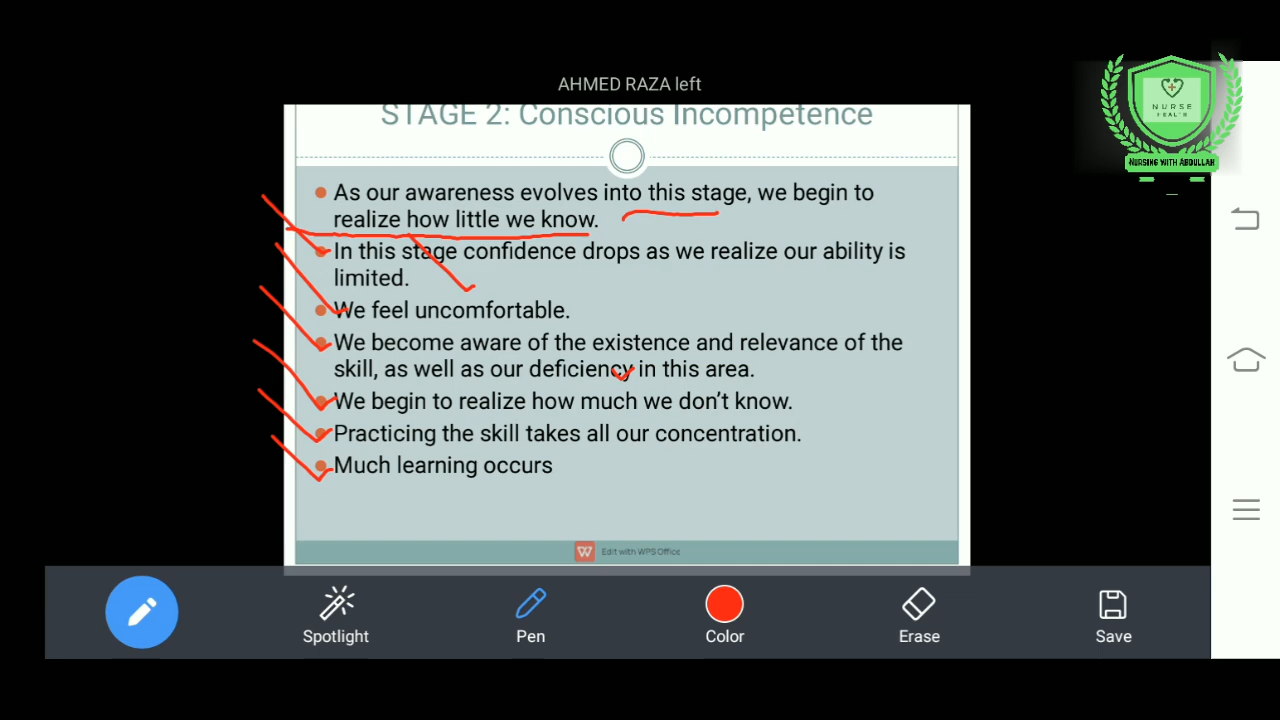 AHMED RAZA left
NURSE
HEALTH
NURSING WITH ABDULLAH
STAGE 2: Conscious Incompetence
As our awareness evolves into this stage, we begin to
realize how little we know.
In this stage confidence drops as we realize our ability is
limited.
We feel uncomfortable.
We become aware of the existence and relevance of the
skill, as well as our deficiency in this area.
We begin to realize how much we don’t know.
Practicing the skill takes all our concentration.
Much learning occurs
Edit with WPS Office
Spotlight
Pen
Color
Erase
Save